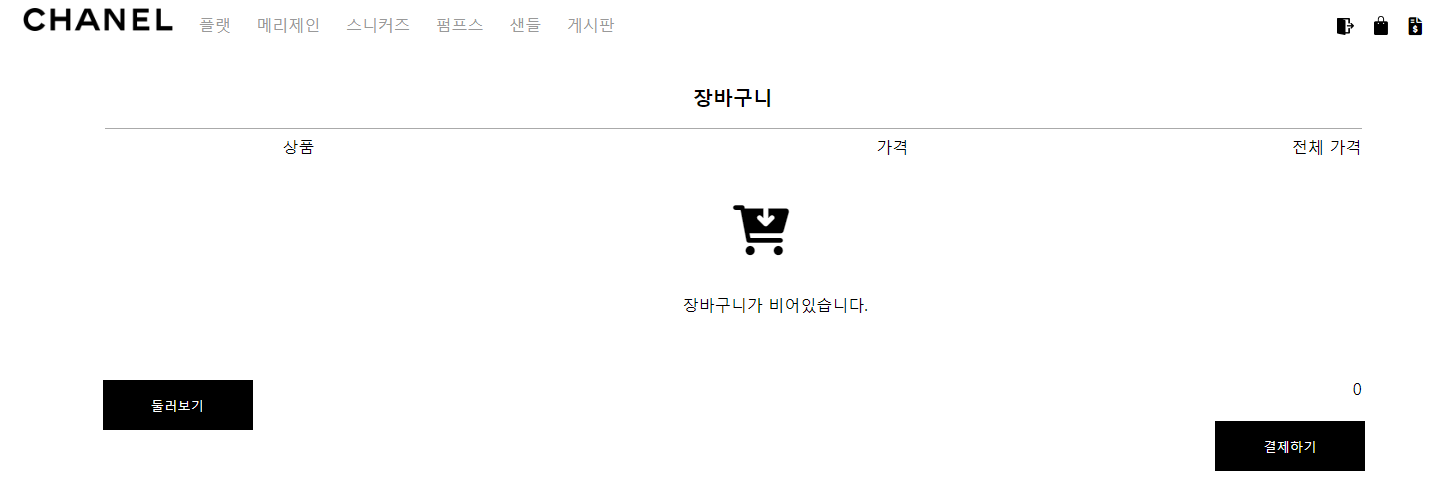 CHANEL 플랫 메리제인 스니커즈 펌프스 샌들 게시판
장바구니
상품 가격 전체 가격
장바구니가 비어있습니다.
둘러보기
0
결제하기